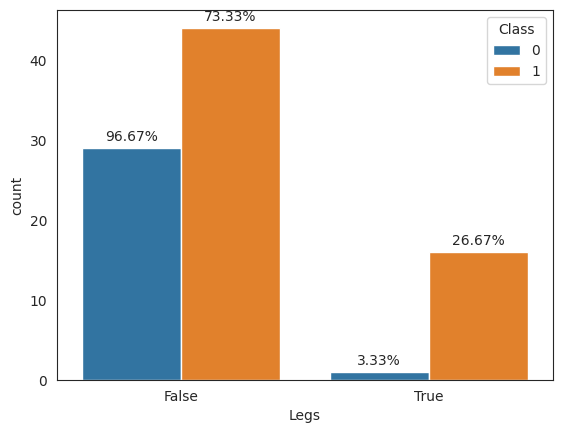 73.33%
Class
0
1
96.67%
26.67%
3.33%
count
40
30
20
10
0
False
True
Legs